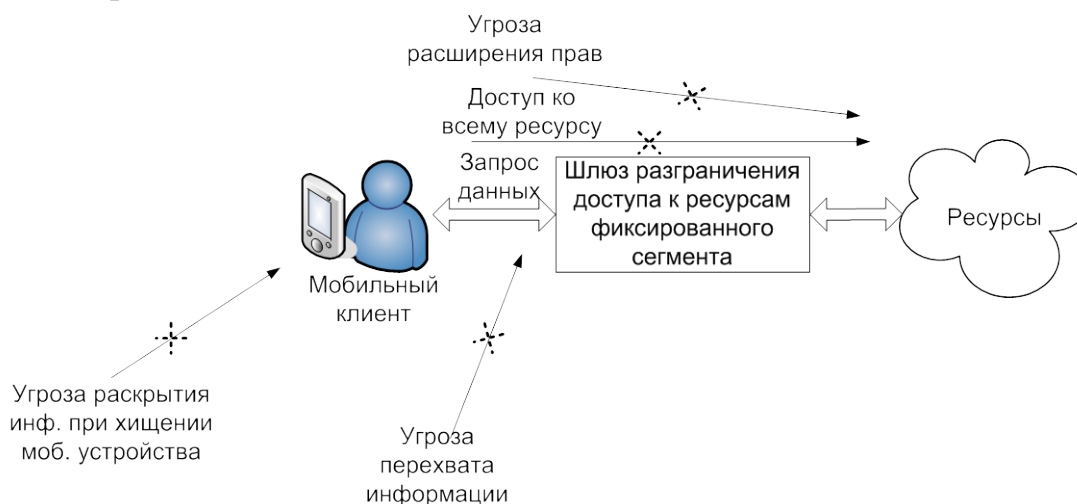 Угроза
расширения прав
Доступ ко
всему ресурсу
Запрос
данных
Шлюз разграничения
доступа к ресурсам
фиксированного
сегмента
Ресурсы
Мобильный
клиент
Угроза раскрытия
инф. при хищении
моб. устройства
Угроза
перехвата
информации